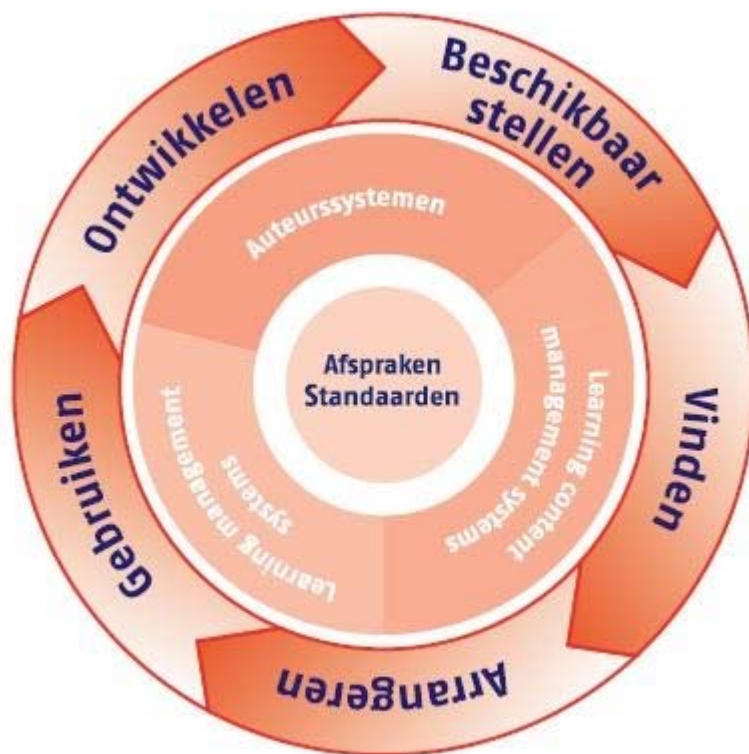 Ontwikkelen
Beschikbaar
stellen
Vinden
Arrangeren
Gebruiken
Auteurssystemen
Learning content
management systems
Learning management
systems
Afspraken
Standaarden